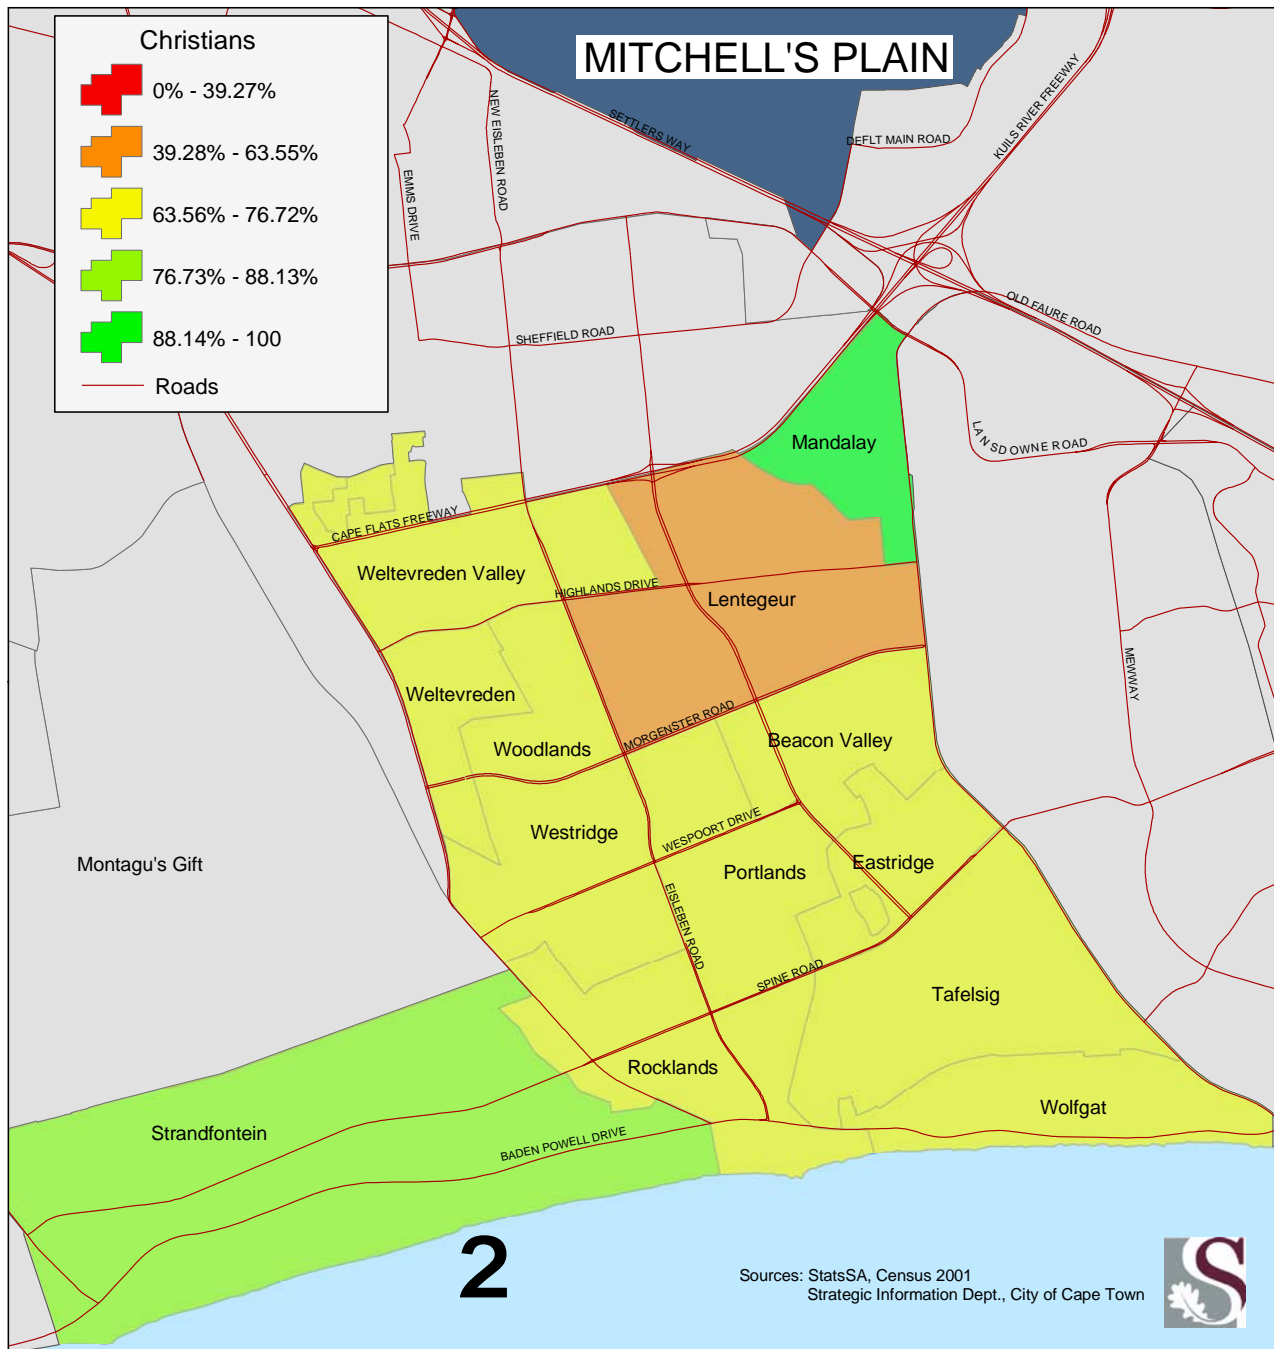 Christians
0% - 39.27%
39.28% - 63.55%
63.56% - 76.72%
76.73% - 88.13%
88.14% - 100
Roads
MITCHELL'S PLAIN
NEW EISLEBEN ROAD
EMMS DRIVE
SETTLERS WAY
DEFLT MAIN ROAD
KUILS RIVER FREEWAY
SHEFFIELD ROAD
OLD FAURE ROAD
LANSDOWNE ROAD
Mandalay
CAPE FLATS FREEWAY
Weltevreden Valley
HIGHLANDS DRIVE
Lentegeur
MEWWAY
Weltevreden
Woodlands
MORGENSTER ROAD
Beacon Valley
Westridge
WESPOORT DRIVE
Montagu's Gift
Portlands
Eastridge
EISLEBEN ROAD
SPINE ROAD
Tafelsig
Rocklands
Wolfgat
Strandfontein
BADEN POWELL DRIVE
2
Sources: StatsSA, Census 2001
Strategic Information Dept., City of Cape Town
S